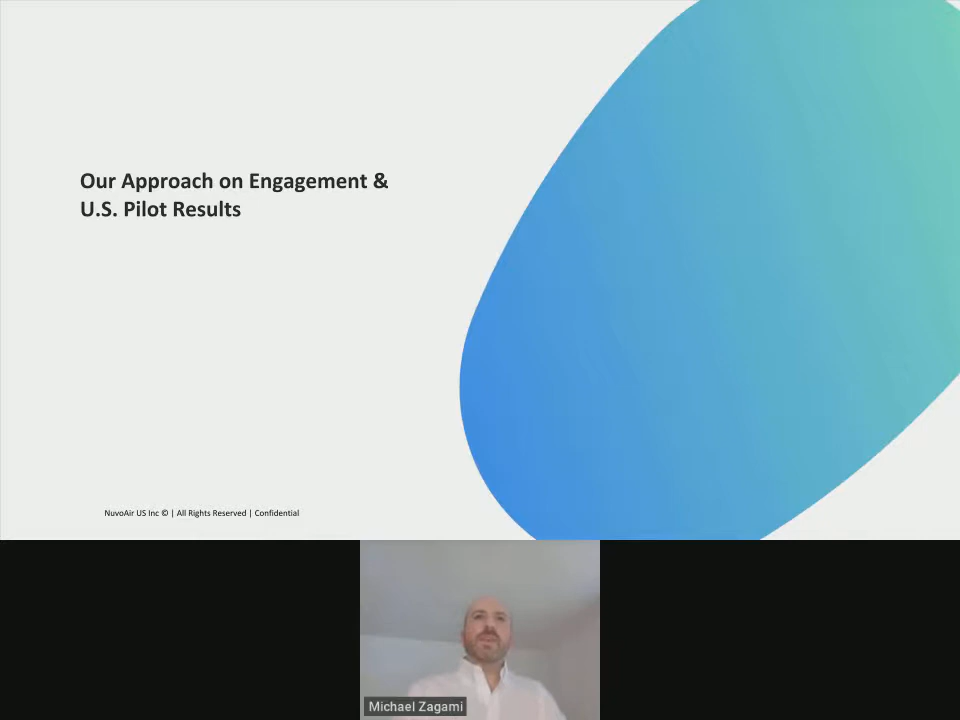 Our Approach on Engagement &
U.S. Pilot Results
NuvoAir US Inc © | All Rights Reserved | Confidential
Michael Zagami